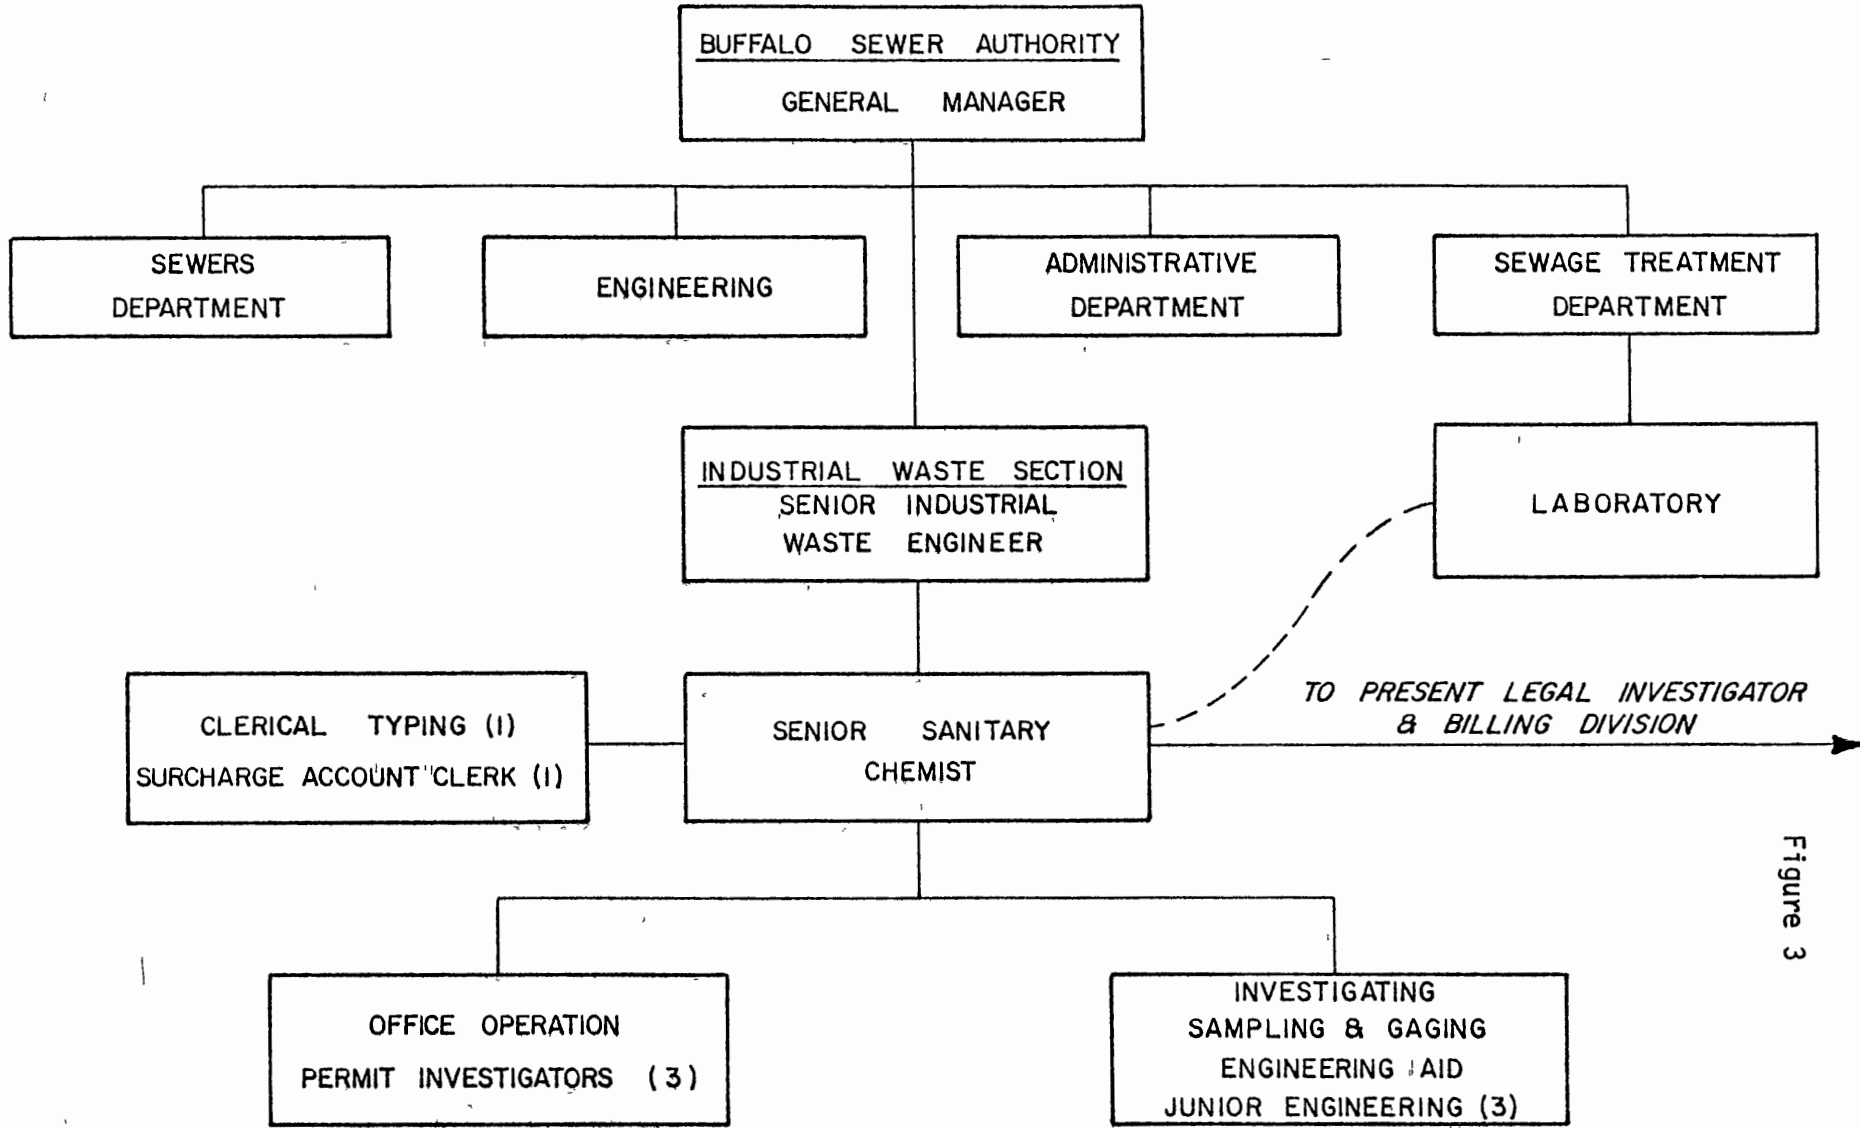 BUFFALO SEWER AUTHORITY
GENERAL MANAGER
SEWERS
DEPARTMENT
ENGINEERING
ADMINISTRATIVE
DEPARTMENT
SEWAGE TREATMENT
DEPARTMENT
INDUSTRIAL WASTE SECTION
SENIOR INDUSTRIAL
WASTE ENGINEER
LABORATORY
CLERICAL TYPING (1)
SURCHARGE ACCOUNT CLERK (1)
SENIOR SANITARY
CHEMIST
TO PRESENT LEGAL INVESTIGATOR
& BILLING DIVISION
OFFICE OPERATION
PERMIT INVESTIGATORS (3)
INVESTIGATING
SAMPLING & GAGING
ENGINEERING AID
JUNIOR ENGINEERING (3)
Figure 3